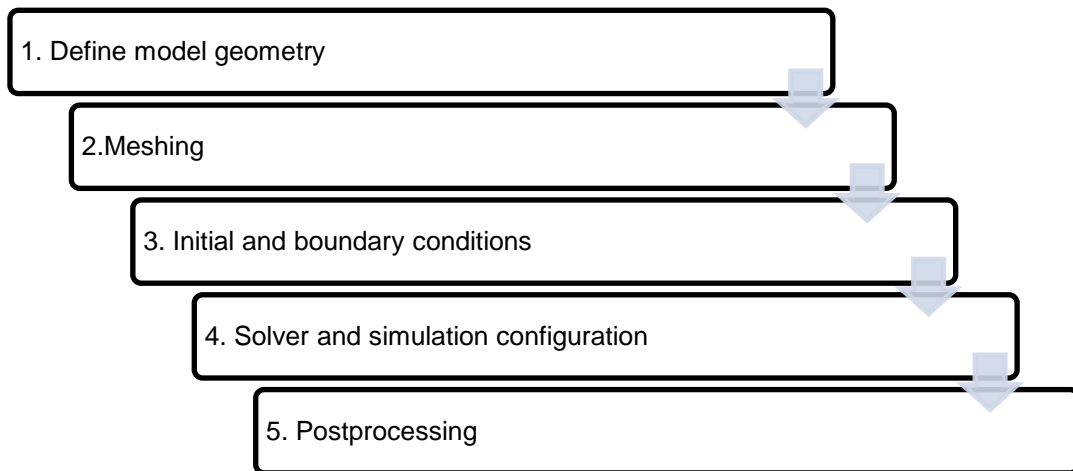 1. Define model geometry
2.Meshing
3. Initial and boundary conditions
4. Solver and simulation configuration
5. Postprocessing